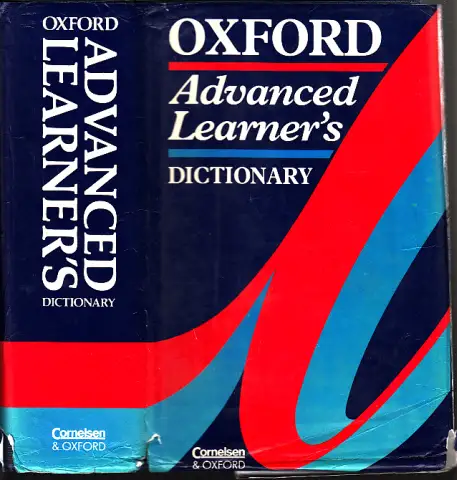 OXFORD
ADVANCED
LEARNER'S
DICTIONARY
Cornelsen
& OXFORD
OXFORD
Advanced
Learner's
DICTIONARY
Cornelsen
& OXFORD